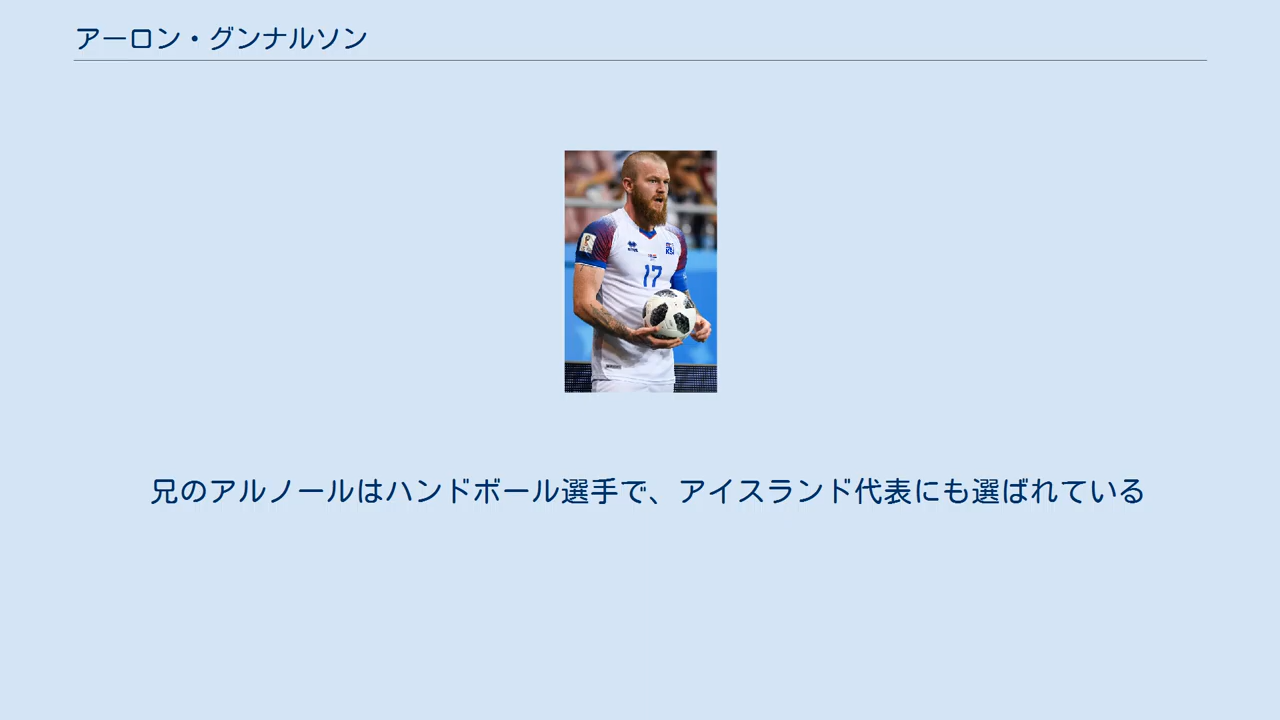 アーロン・グンナルソン
17
兄のアルノールはハンドボール選手で、アイスランド代表にも選ばれている